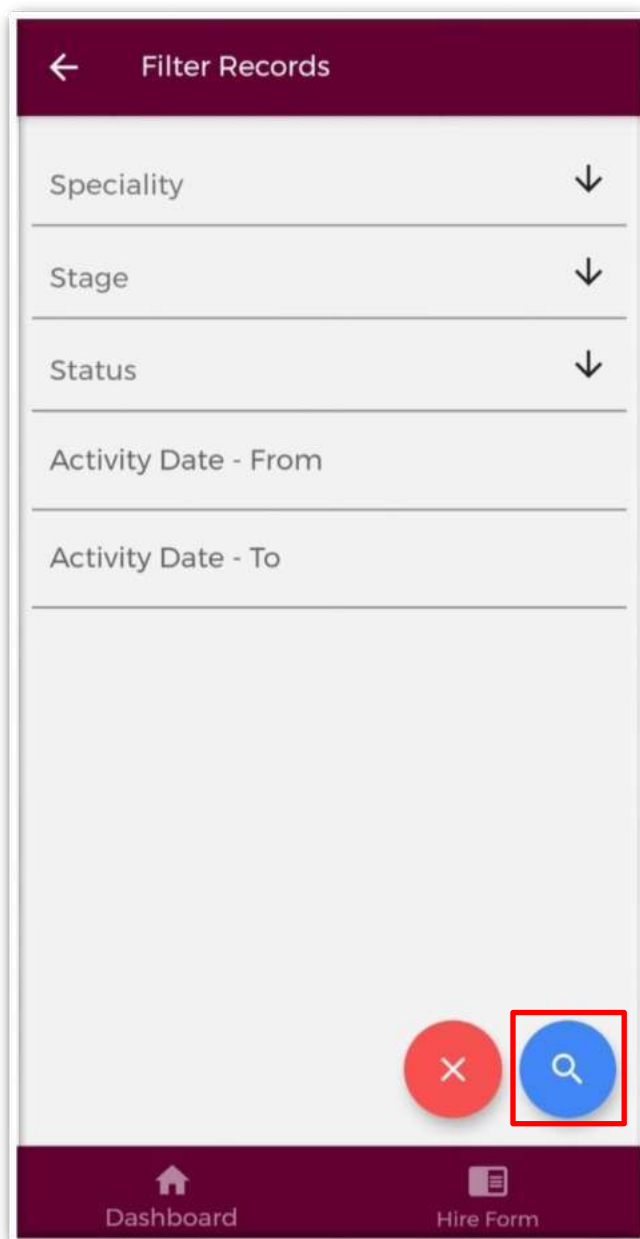 Filter Records
Speciality
Stage
Status
Activity Date - From
Activity Date - To
Dashboard
Hire Form